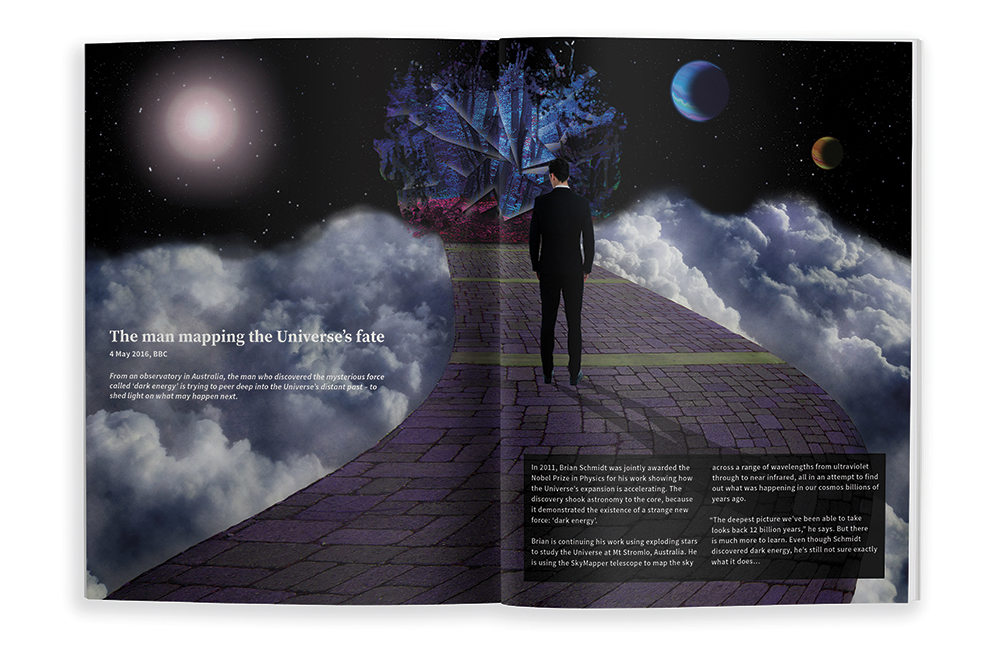 The man mapping the Universe's fate
4 May 2016, BBC
From an observatory in Australia, the man who discovered the mysterious force
called 'dark energy' is trying to peer deep into the Universe's distant past – to
shed light on what may happen next.
In 2011, Brian Schmidt was jointly awarded the
Nobel Prize in Physics for his work showing how
the Universe's expansion is accelerating. The
discovery shook astronomy to the core, because
it demonstrated the existence of a strange new
force: 'dark energy'.
Brian is continuing his work using exploding stars
to study the Universe at Mt Stromlo, Australia. He
is using the SkyMapper telescope to map the sky
across a range of wavelengths from ultraviolet
through to near infrared, all in an attempt to find
out what was happening in our cosmos billions of
years ago.
“The deepest picture we've been able to take
looks back 12 billion years,” he says. But there
is much more to learn. Even though Schmidt
discovered dark energy, he's still not sure exactly
what it does…